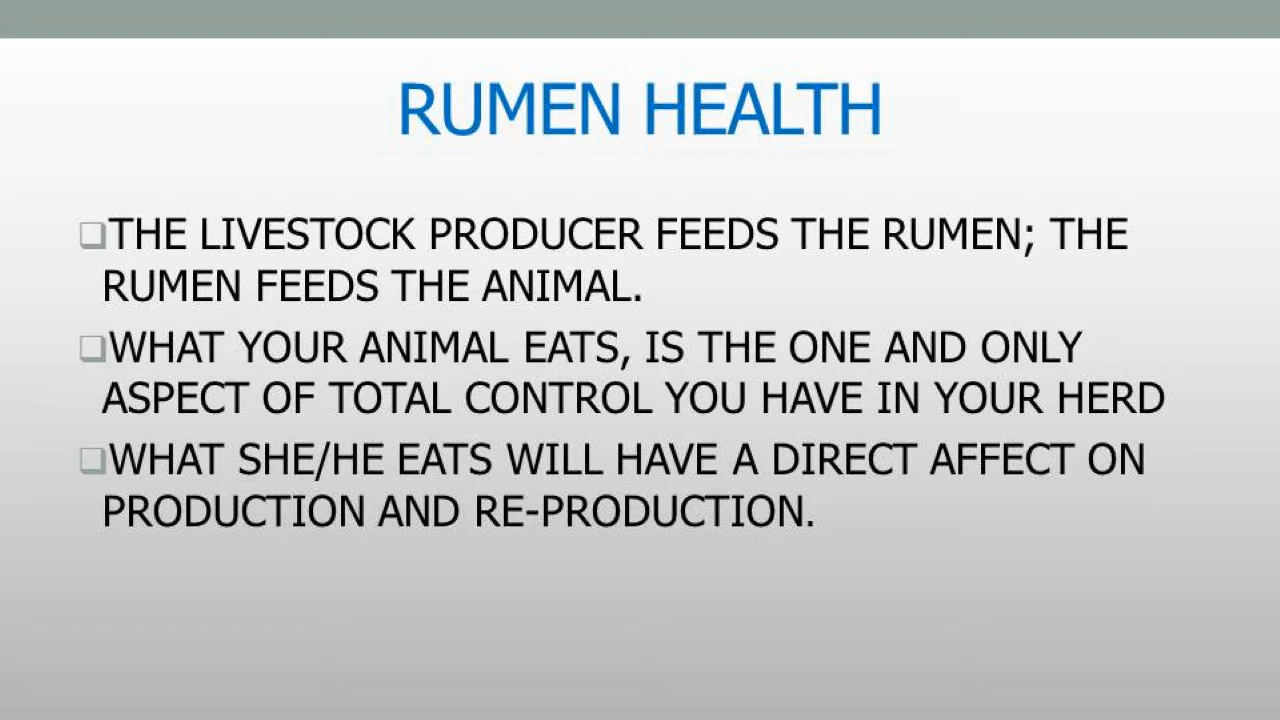 RUMEN HEALTH
THE LIVESTOCK PRODUCER FEEDS THE RUMEN; THE
RUMEN FEEDS THE ANIMAL.
WHAT YOUR ANIMAL EATS, IS THE ONE AND ONLY
ASPECT OF TOTAL CONTROL YOU HAVE IN YOUR HERD
WHAT SHE/HE EATS WILL HAVE A DIRECT AFFECT ON
PRODUCTION AND RE-PRODUCTION.